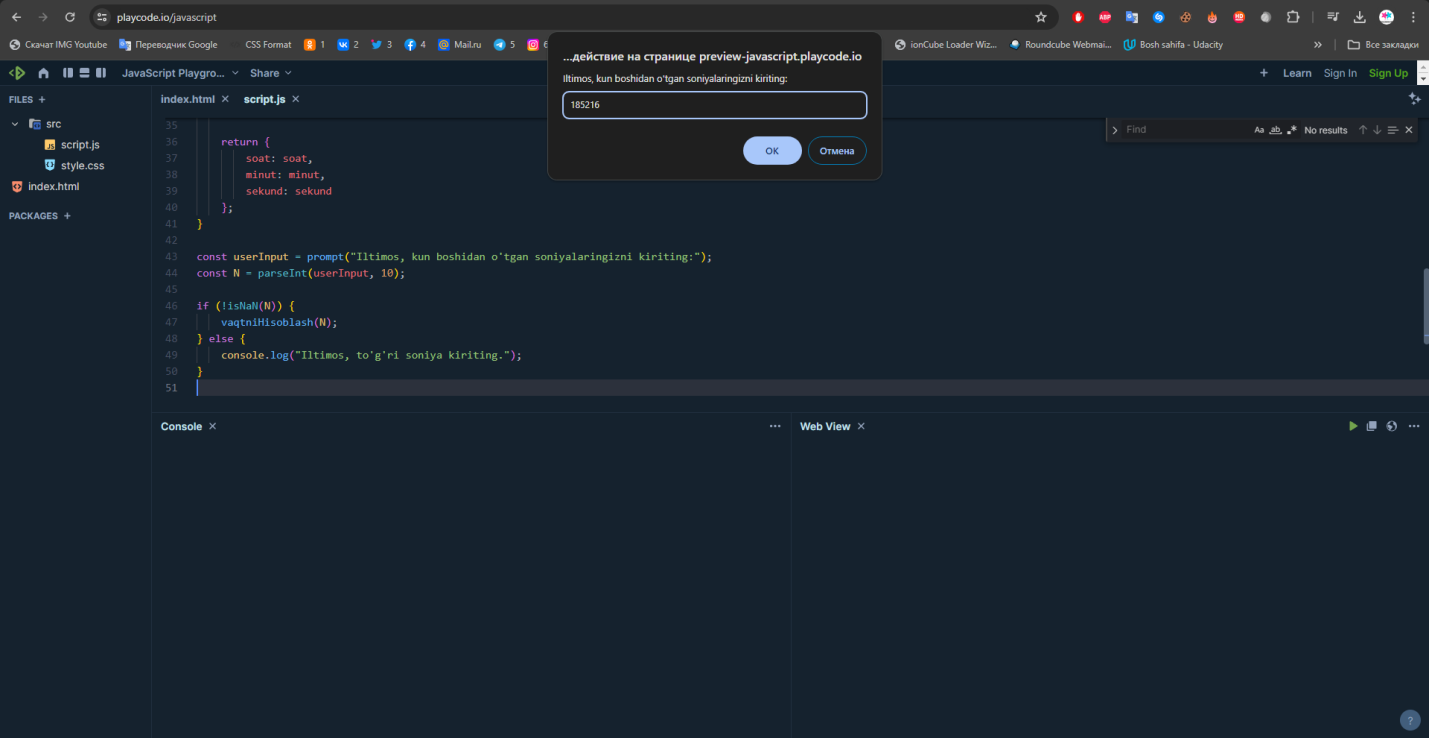 playcode.io/javascript
Скачат IMG Youtube
Переводчик Google
CSS Format
1
2
3
4
Mail.ru
5
6
ionCube Loader Wiz...
Roundcube Webmai...
Bosh sahifa - Udacity
»
Все закладки
...действие на странице preview-javascript.playcode.io
Iltimos, kun boshidan o'tgan soniyalaringizni kiriting:
185216
ОК
Отмена
JavaScript Playgro...
Share
+ Learn Sign In Sign Up
FILES +
src
script.js
style.css
index.html
PACKAGES +
index.html ×
script.js ×
Find
Aa ab .* No results
35
36 return {
37 soat: soat,
38 minut: minut,
39 sekund: sekund
40 };
41 }
42
43 const userInput = prompt("Iltimos, kun boshidan o'tgan soniyalaringizni kiriting:");
44 const N = parseInt(userInput, 10);
45
46 if (!isNaN(N)) {
47 vaqtniHisoblash(N);
48 } else {
49 console.log("Iltimos, to'g'ri soniya kiriting.");
50 }
51
Console ×
Web View ×
?